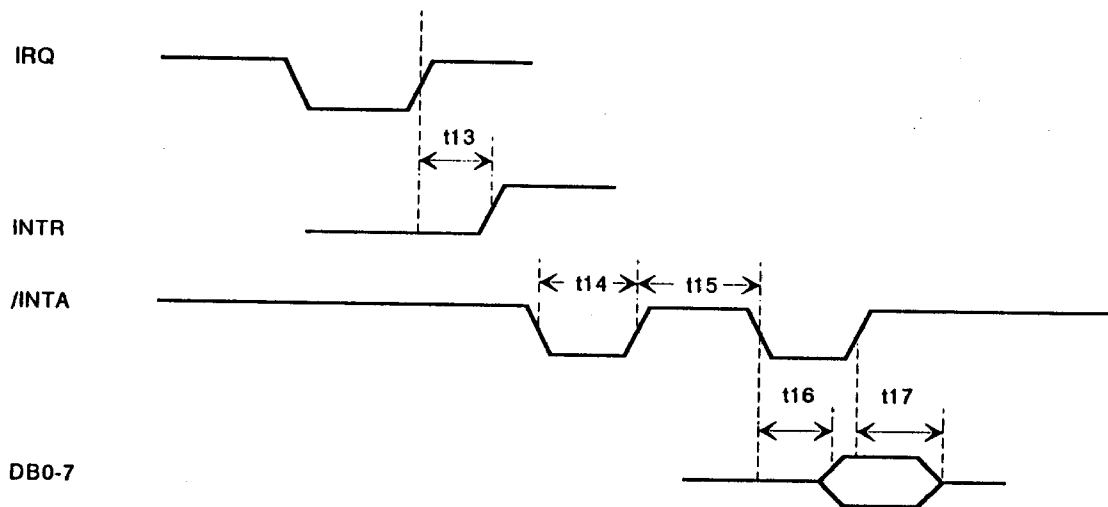 IRQ
t13
INTR
t14
t15
/INTA
t16
t17
DB0-7